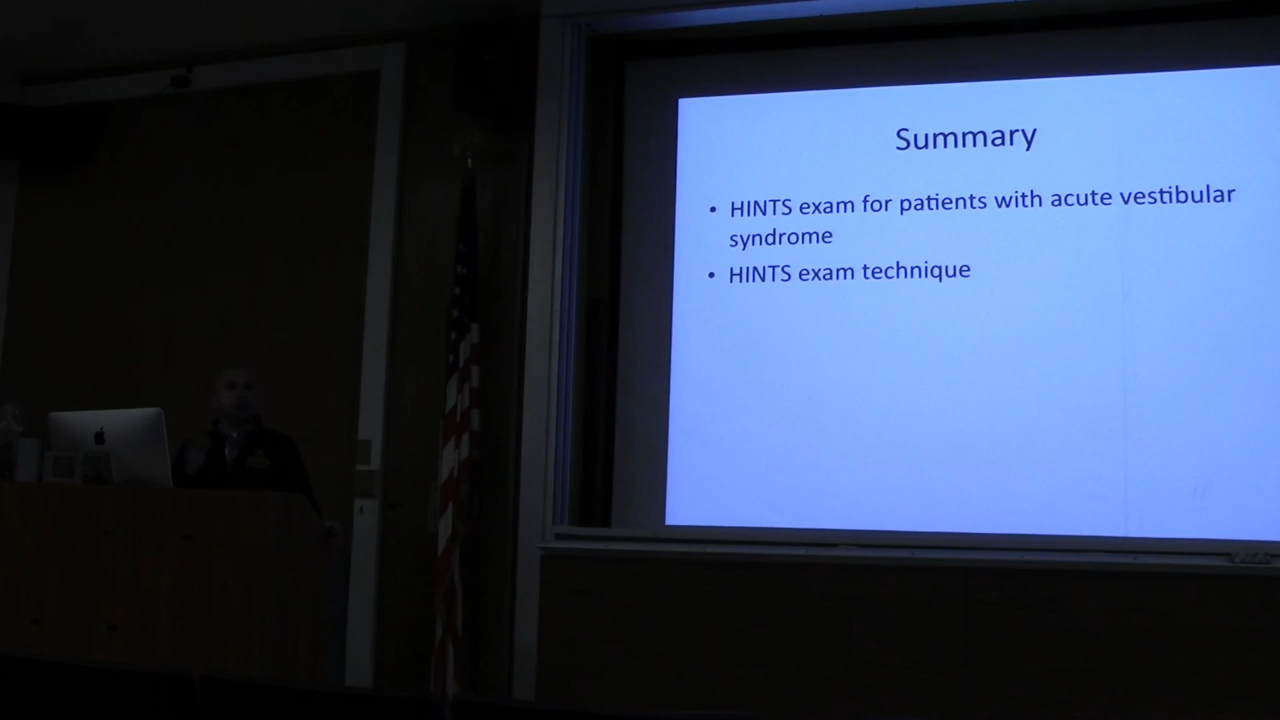 Summary
• HINTS exam for patients with acute vestibular
syndrome
• HINTS exam technique